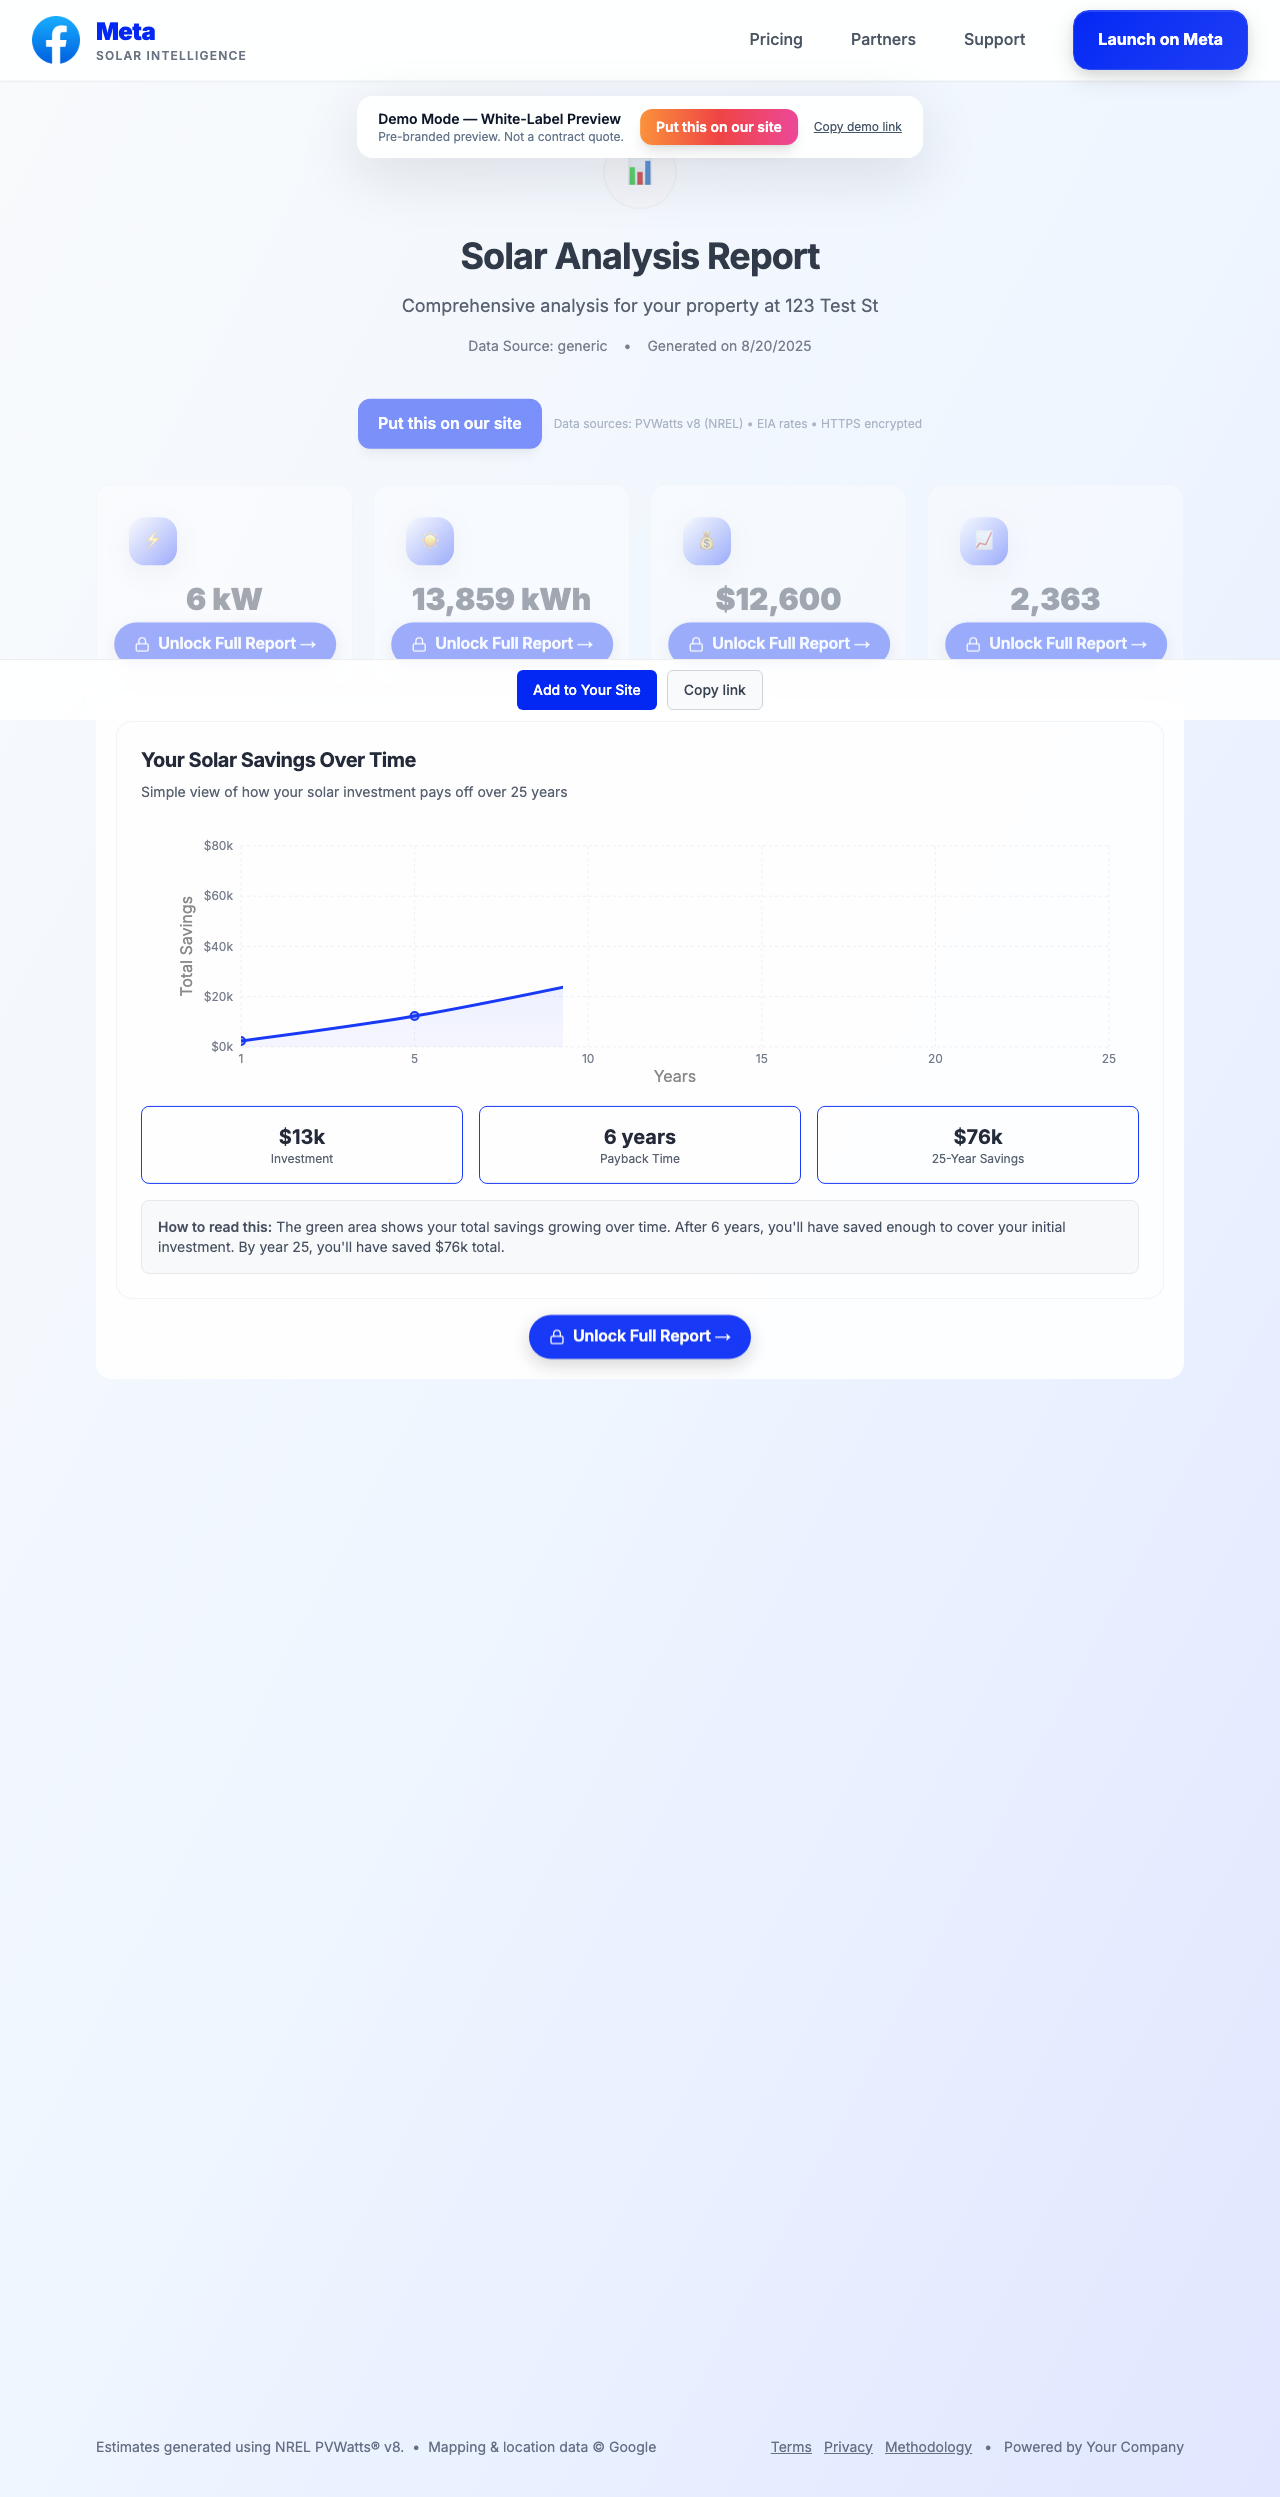 Meta
SOLAR INTELLIGENCE
Pricing
Partners
Support
Launch on Meta
Demo Mode — White-Label Preview
Pre-branded preview. Not a contract quote.
Put this on our site
Copy demo link
Solar Analysis Report
Comprehensive analysis for your property at 123 Test St
Data Source: generic • Generated on 8/20/2025
Put this on our site
Data sources: PVWatts v8 (NREL) • EIA rates • HTTPS encrypted
6 kW
13,859 kWh
$12,600
2,363
Unlock Full Report →
Unlock Full Report →
Unlock Full Report →
Unlock Full Report →
Add to Your Site
Copy link
Your Solar Savings Over Time
Simple view of how your solar investment pays off over 25 years
Total Savings
$80k
$60k
$40k
$20k
$0k
1
5
10
15
20
25
Years
$13k
Investment
6 years
Payback Time
$76k
25-Year Savings
How to read this: The green area shows your total savings growing over time. After 6 years, you'll have saved enough to cover your initial
investment. By year 25, you'll have saved $76k total.
Unlock Full Report →
Estimates generated using NREL PVWatts® v8. • Mapping & location data © Google
Terms Privacy Methodology • Powered by Your Company